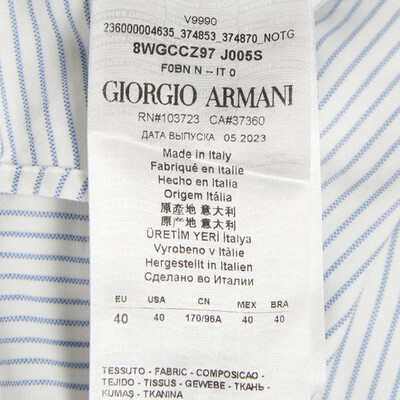 V9990
236000004635_374853_374870_NOTG
8WGCCZ97 J005S
F0BN N -- IT 0
GIORGIO ARMANI
RN#103723 CA#37360
ДАТА ВЫПУСКА 05.2023
Made in Italy
Fabriqué en Italie
Hecho en Italia
Origem Itália
原產地 意大利
原产地 意大利
ÜRETİM YERİ İtalya
Vyrobeno v Itálie
Hergestellt in Italien
Сделано во Италии
EU USA CN MEX BRA
40 40 170/96A 40 40
TESSUTO - FABRIC - COMPOSICAO -
TEJIDO - TISSUS - GEWEBE - ТКАНЬ -
KUMAŞ - TKANINA